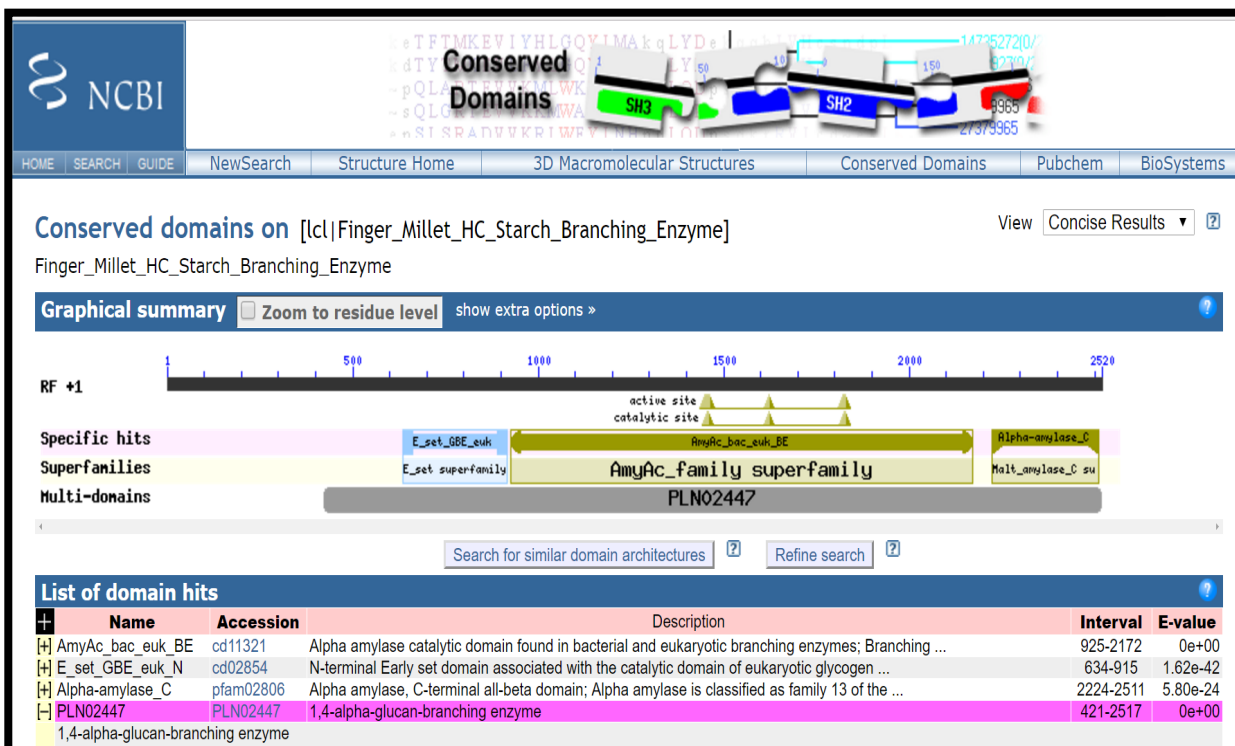 NCBI
Conserved
Domains
SH3
SH2
HOME SEARCH GUIDE NewSearch Structure Home 3D Macromolecular Structures Conserved Domains Pubchem BioSystems
Conserved domains on [lcl|Finger_Millet_HC_Starch_Branching_Enzyme]
View Concise Results ▼ ?
Finger_Millet_HC_Starch_Branching_Enzyme
Graphical summary Zoom to residue level show extra options » ?
1 500 1000 1500 2000 2520
RF +1
active site
catalytic site
Specific hits E_set_GBE_euk AmyAc_bac_euk_BE Alpha-amylase_C
Superfamilies E_set superfamily AmyAc_family superfamily Malt_amylase_C su
Multi-domains PLN02447
Search for similar domain architectures ? Refine search ?
List of domain hits ?
+ Name Accession Description Interval E-value
[+] AmyAc_bac_euk_BE cd11321 Alpha amylase catalytic domain found in bacterial and eukaryotic branching enzymes; Branching ... 925-2172 0e+00
[+] E_set_GBE_euk_N cd02854 N-terminal Early set domain associated with the catalytic domain of eukaryotic glycogen ... 634-915 1.62e-42
[+] Alpha-amylase_C pfam02806 Alpha amylase, C-terminal all-beta domain; Alpha amylase is classified as family 13 of the ... 2224-2511 5.80e-24
[–] PLN02447 PLN02447 1,4-alpha-glucan-branching enzyme 421-2517 0e+00
1,4-alpha-glucan-branching enzyme